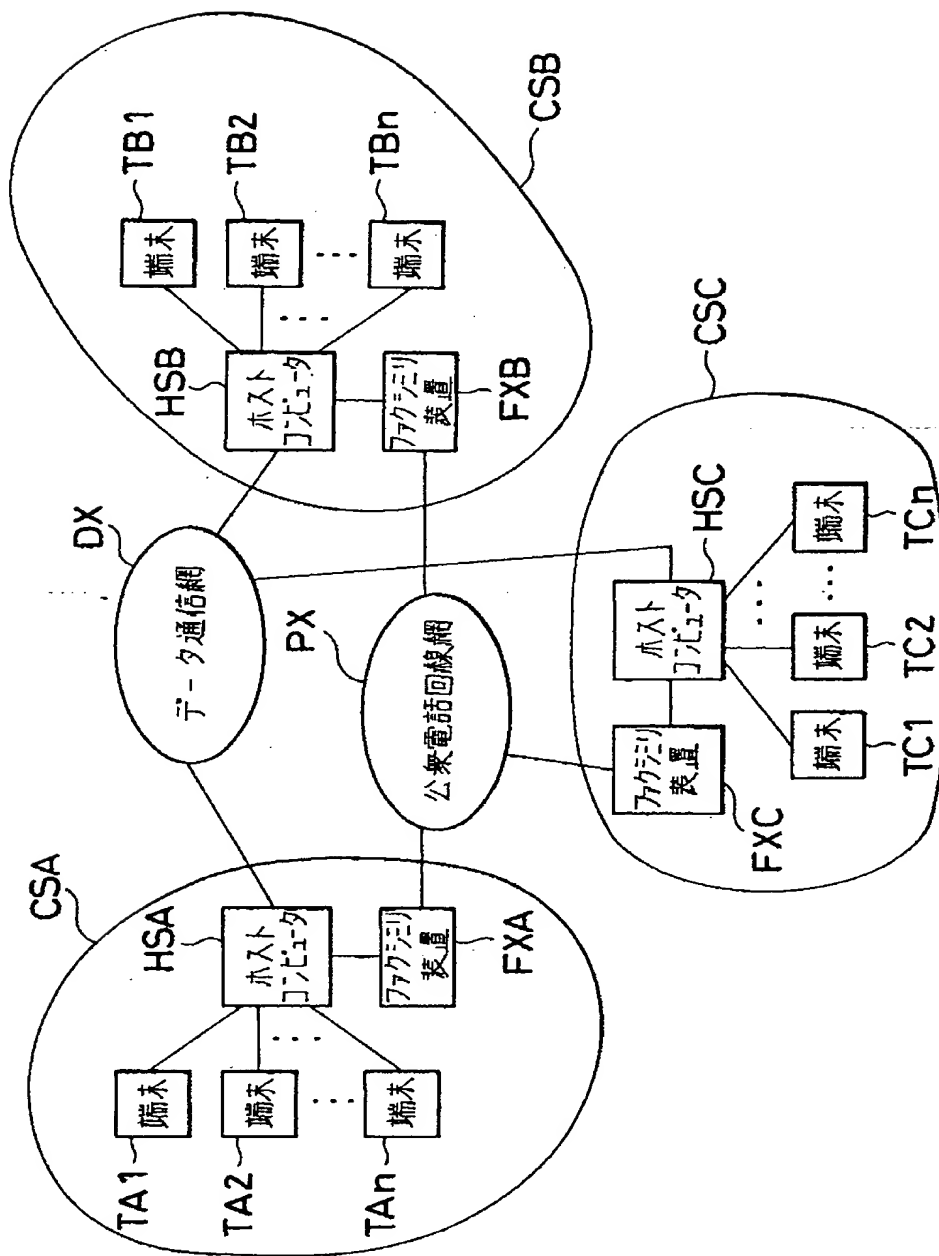 CSA
HSA
TA1
端末
TA2
端末
TAn
端末
ホスト
コンピュータ
ファクシミリ
装置
FXA
DX
データ通信網
PX
公衆電話回線網
CSB
HSB
ホスト
コンピュータ
TB1
端末
TB2
端末
TBn
端末
ファクシミリ
装置
FXB
CSC
HSC
ホスト
コンピュータ
ファクシミリ
装置
FXC
端末
TC1
端末
TC2
端末
TCn